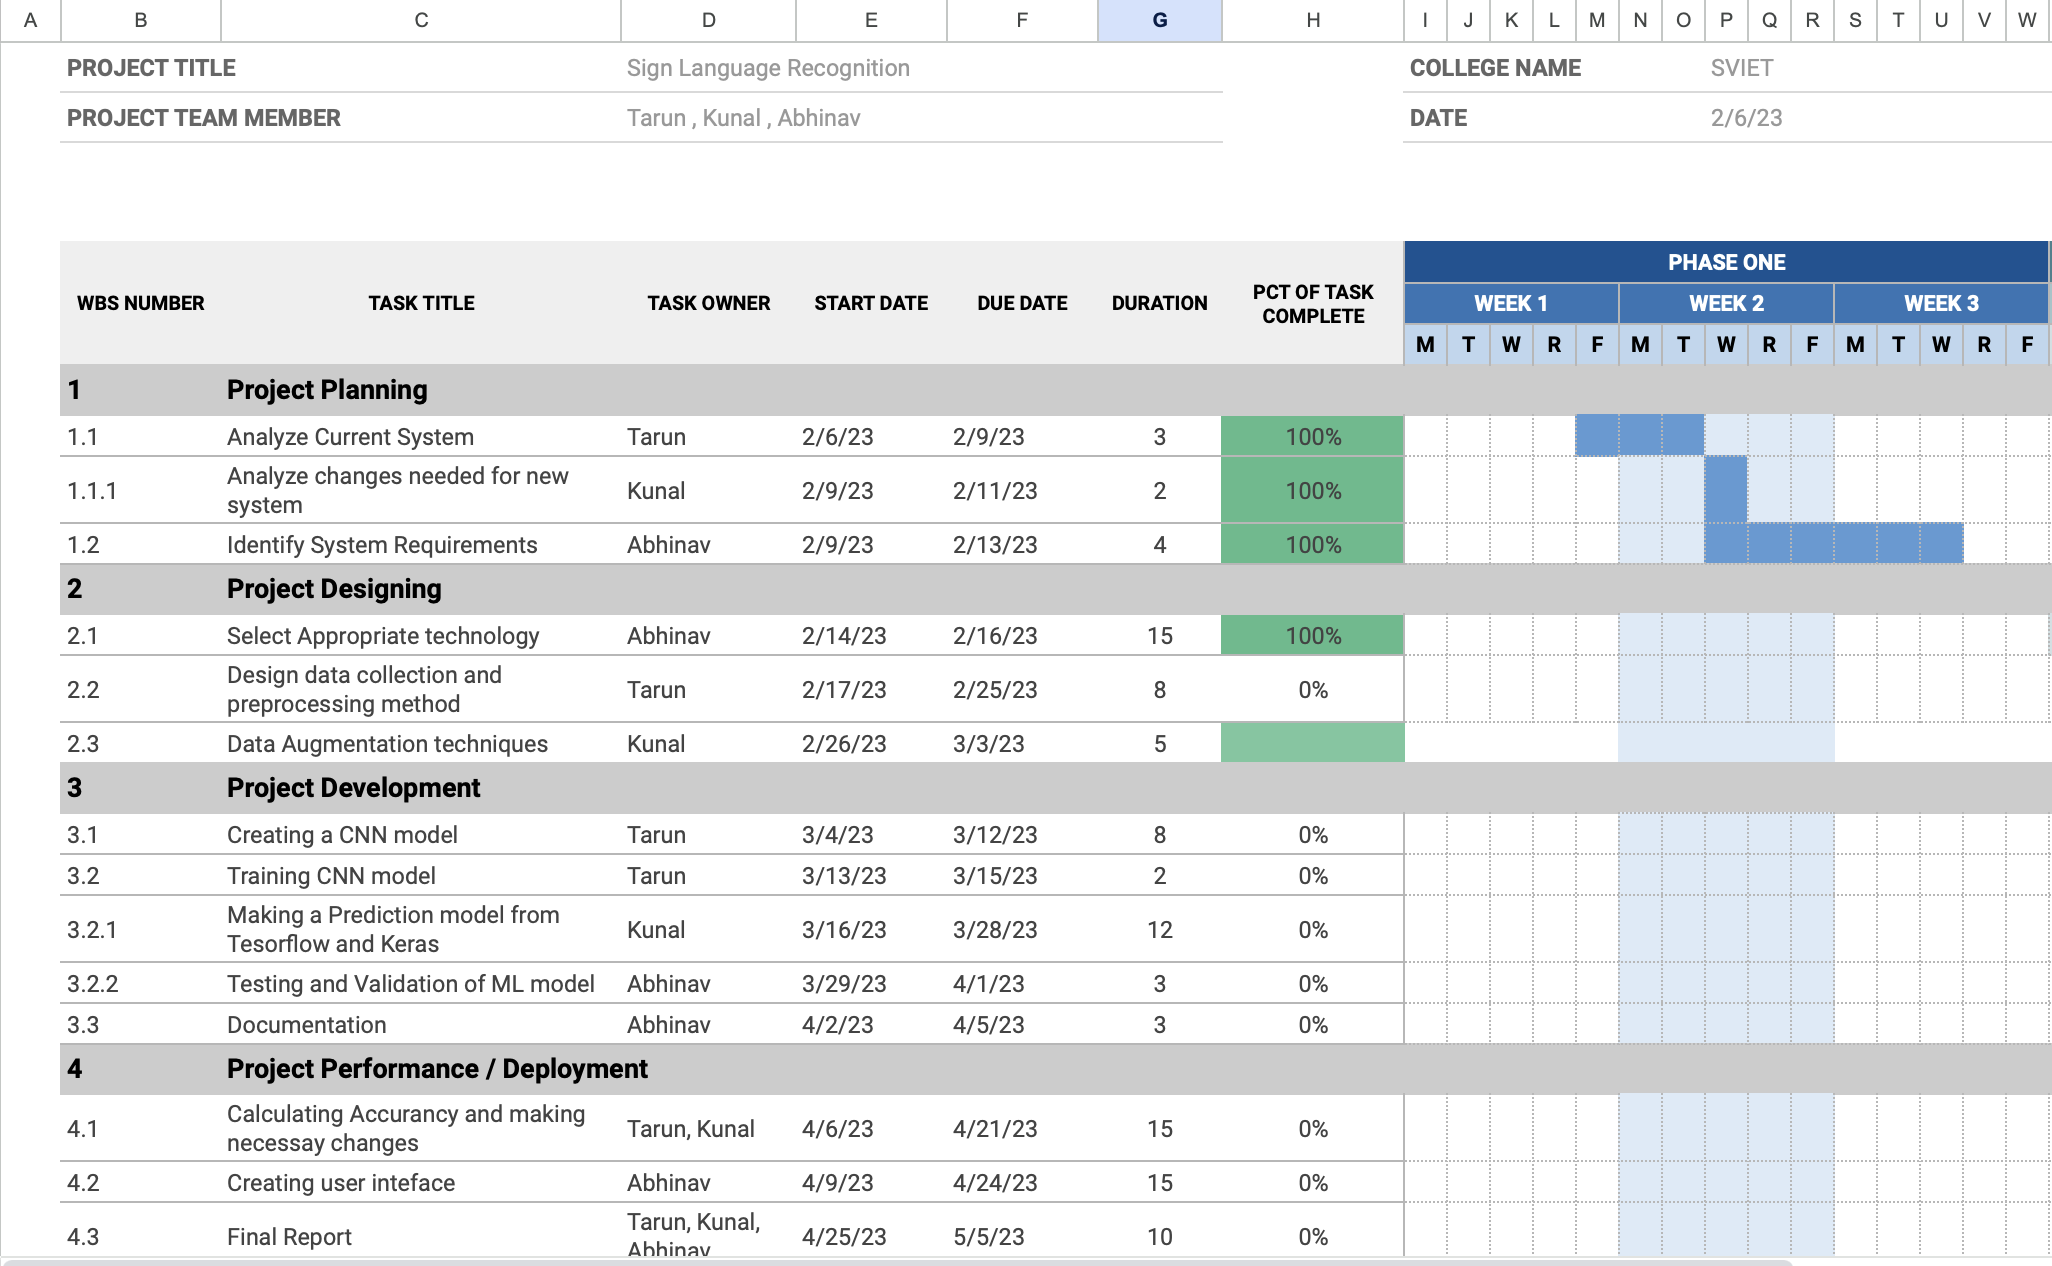 A B C D E F G H I J K L M N O P Q R S T U V W
PROJECT TITLE Sign Language Recognition COLLEGE NAME SVIET
PROJECT TEAM MEMBER Tarun , Kunal , Abhinav DATE 2/6/23
PHASE ONE
WBS NUMBER TASK TITLE TASK OWNER START DATE DUE DATE DURATION PCT OF TASK
COMPLETE
WEEK 1 WEEK 2 WEEK 3
M T W R F M T W R F M T W R F
1 Project Planning
1.1 Analyze Current System Tarun 2/6/23 2/9/23 3 100%
1.1.1 Analyze changes needed for new
system Kunal 2/9/23 2/11/23 2 100%
1.2 Identify System Requirements Abhinav 2/9/23 2/13/23 4 100%
2 Project Designing
2.1 Select Appropriate technology Abhinav 2/14/23 2/16/23 15 100%
2.2 Design data collection and
preprocessing method Tarun 2/17/23 2/25/23 8 0%
2.3 Data Augmentation techniques Kunal 2/26/23 3/3/23 5
3 Project Development
3.1 Creating a CNN model Tarun 3/4/23 3/12/23 8 0%
3.2 Training CNN model Tarun 3/13/23 3/15/23 2 0%
3.2.1 Making a Prediction model from
Tesorflow and Keras Kunal 3/16/23 3/28/23 12 0%
3.2.2 Testing and Validation of ML model Abhinav 3/29/23 4/1/23 3 0%
3.3 Documentation Abhinav 4/2/23 4/5/23 3 0%
4 Project Performance / Deployment
4.1 Calculating Accurancy and making
necessay changes Tarun, Kunal 4/6/23 4/21/23 15 0%
4.2 Creating user inteface Abhinav 4/9/23 4/24/23 15 0%
4.3 Final Report Tarun, Kunal,
Abhinav 4/25/23 5/5/23 10 0%